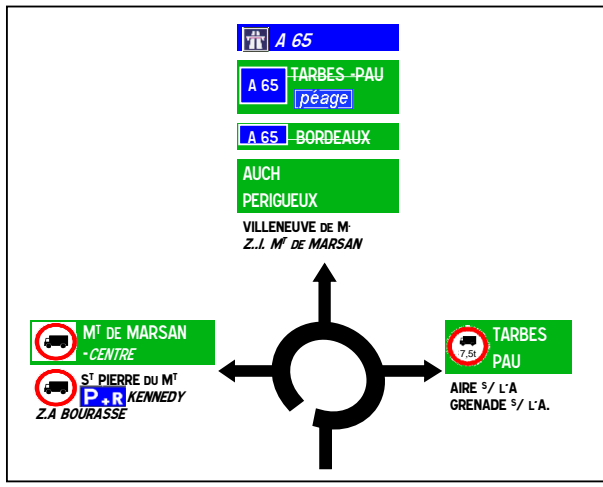 A 65
A 65 TARBES -PAU
péage
A 65 BORDEAUX
AUCH
PERIGUEUX
VILLENEUVE DE M.
Z..I. Mᵀ DE MARSAN
Mᵀ DE MARSAN
-CENTRE
Sᵀ PIERRE DU Mᵀ
P+R KENNEDY
Z.A BOURASSE
7,5t
TARBES
PAU
AIRE ˢ/ L'A
GRENADE ˢ/ L'A.